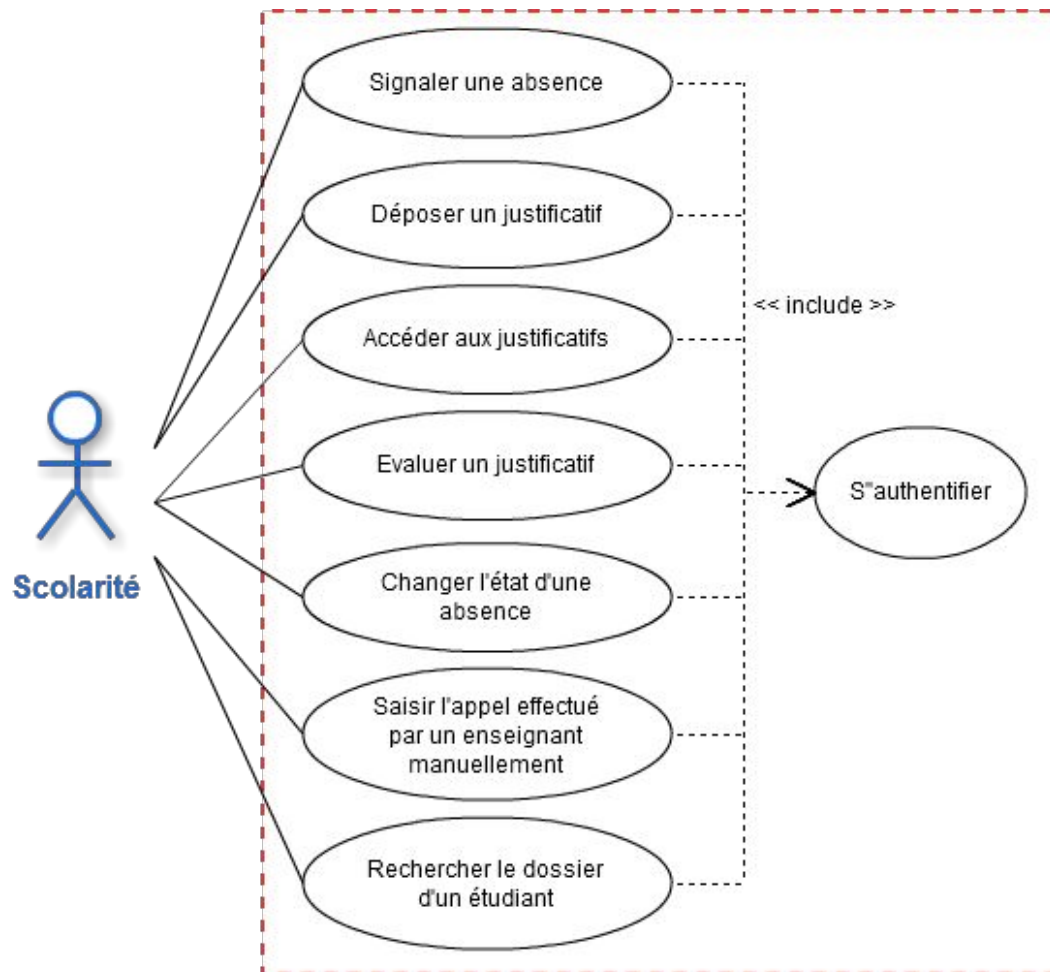 Signaler une absence
Déposer un justificatif
<< include >>
Accéder aux justificatifs
Evaluer un justificatif
S"authentifier
Scolarité
Changer l'état d'une
absence
Saisir l'appel effectué
par un enseignant
manuellement
Rechercher le dossier
d'un étudiant